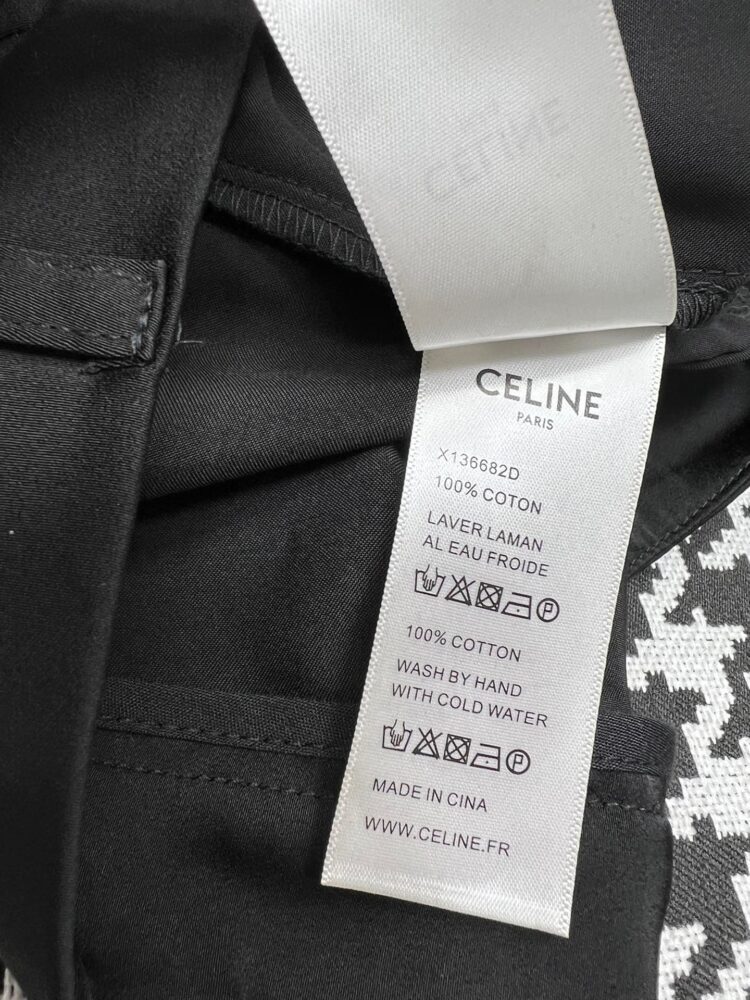 CELINE
CELINE
PARIS
X136682D
100% COTON
LAVER LAMAN
AL EAU FROIDE
P
100% COTTON
WASH BY HAND
WITH COLD WATER
P
MADE IN CINA
WWW.CELINE.FR